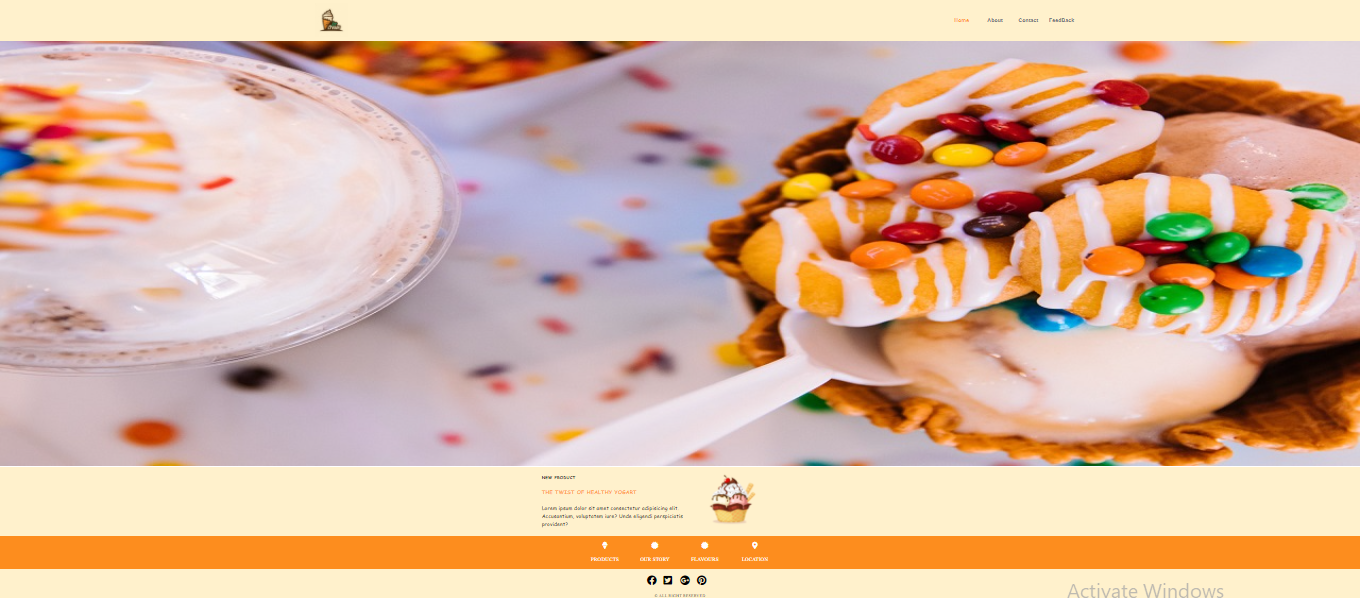 Home About Contact FeedBack
NEW PRODUCT
THE TWIST OF HEALTHY YOGART
Lorem ipsum dolor sit amet consectetur adipisicing elit.
Accusantium, voluptatem iure? Unde eligendi perspiciatis
provident?
PRODUCTS OUR STORY FLAVOURS LOCATION
© ALL RIGHT RESERVED
Activate Windows